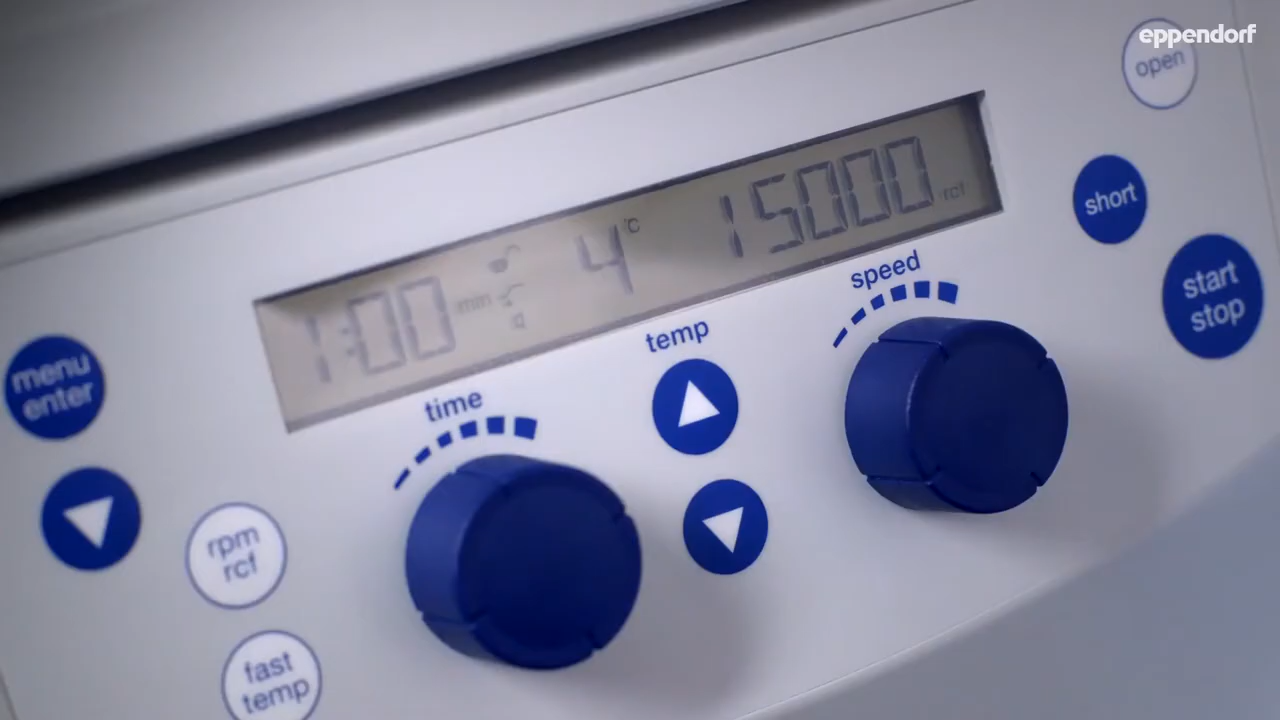 eppendorf
open
short
start
stop
1:00 min 4°C 15000 rcf
speed
temp
time
menu
enter
rpm
rcf
fast
temp